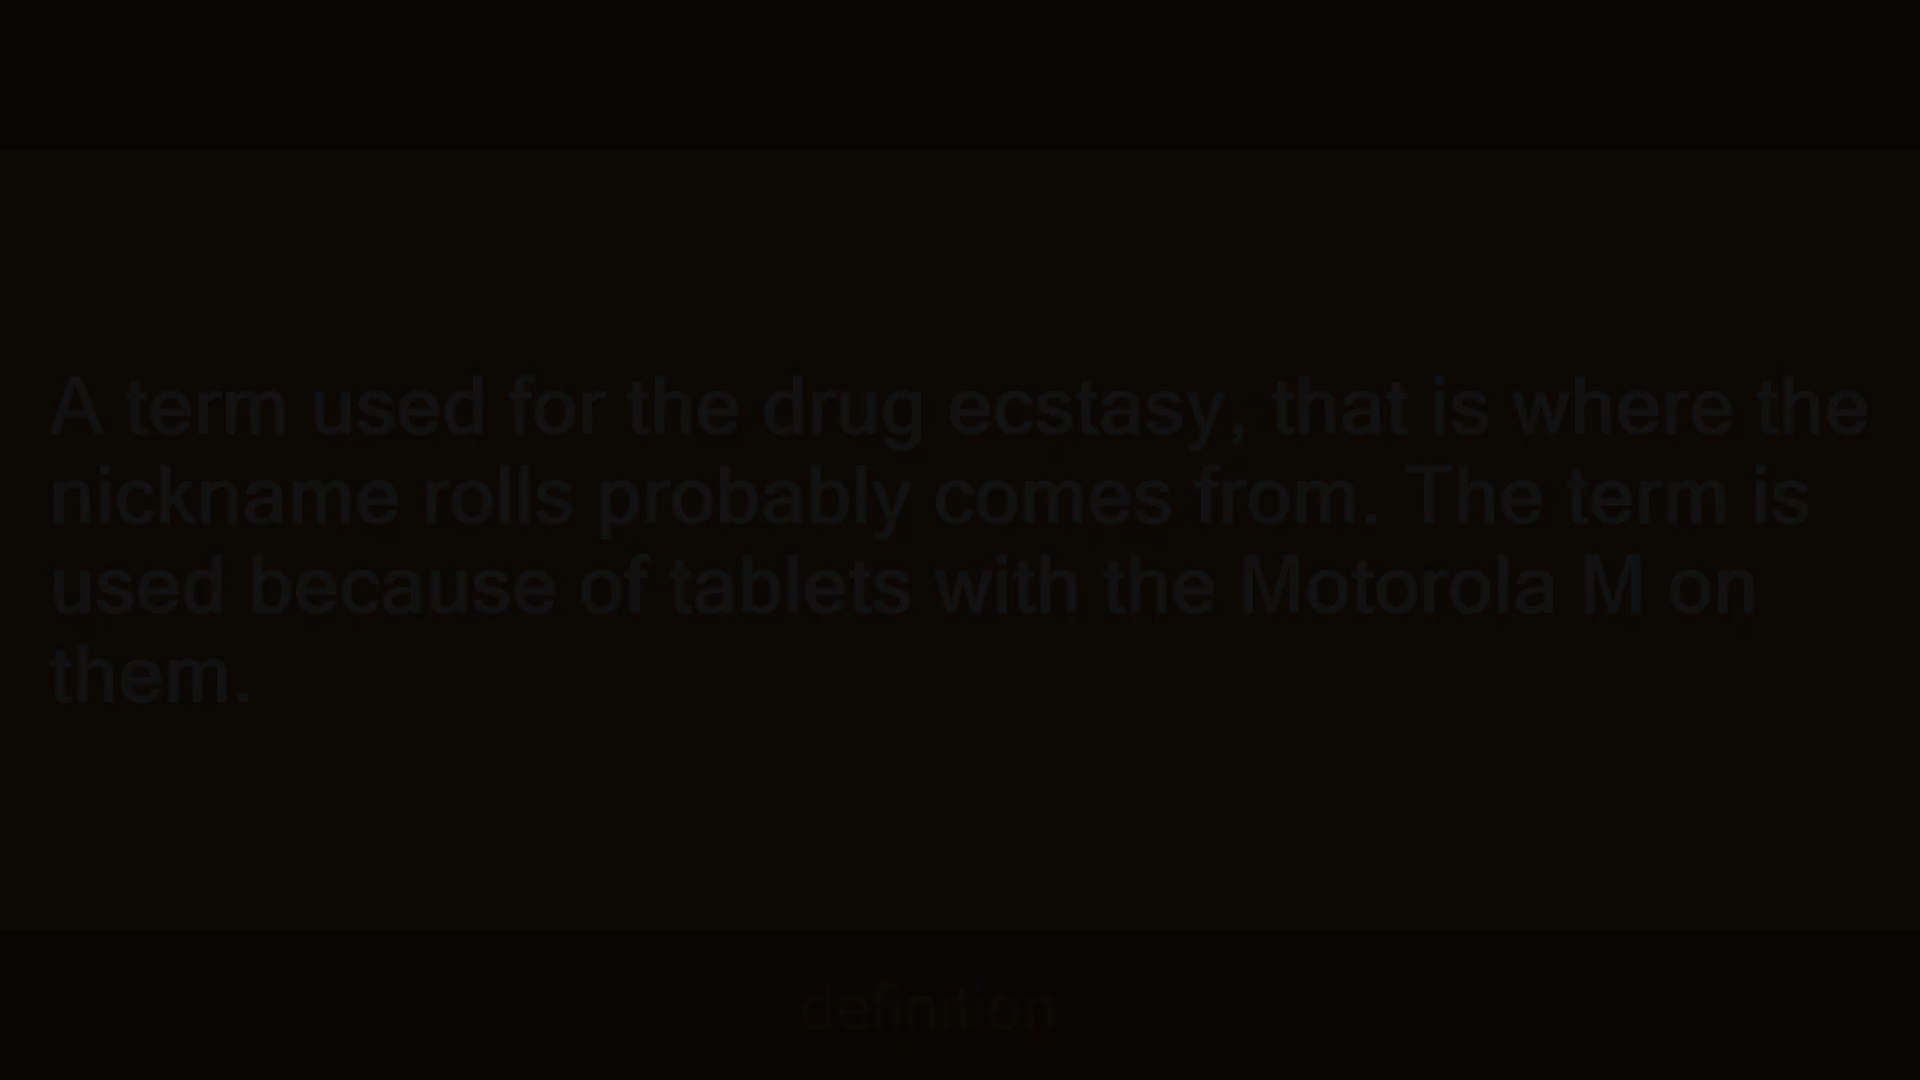 A term used for the drug ecstasy, that is where the
nickname rolls probably comes from. The term is
used because of tablets with the Motorola M on
them.
definition